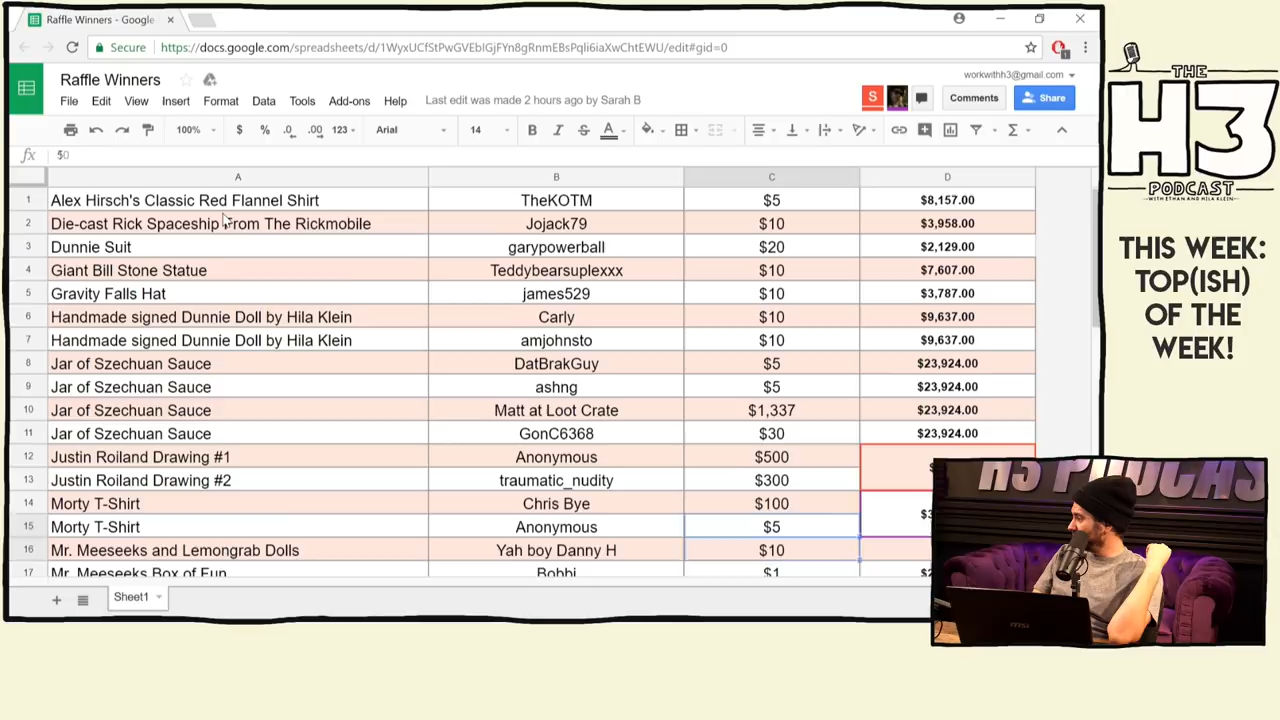 Raffle Winners - Google
Secure https://docs.google.com/spreadsheets/d/1WyxUCfStPwGVEbIGjFYn8gRnmEBsPqli6iaXwChtEWU/edit#gid=0
Raffle Winners
workwithh3@gmail.com
File Edit View Insert Format Data Tools Add-ons Help Last edit was made 2 hours ago by Sarah B
S Comments Share
100% $ % .0 .00 123 Arial 14 B I S A
fx $0
A B C D
1 Alex Hirsch's Classic Red Flannel Shirt TheKOTM $5 $8,157.00
2 Die-cast Rick Spaceship From The Rickmobile Jojack79 $10 $3,958.00
3 Dunnie Suit garypowerball $20 $2,129.00
4 Giant Bill Stone Statue Teddybearsuplexxx $10 $7,607.00
5 Gravity Falls Hat james529 $10 $3,787.00
6 Handmade signed Dunnie Doll by Hila Klein Carly $10 $9,637.00
7 Handmade signed Dunnie Doll by Hila Klein amjohnsto $10 $9,637.00
8 Jar of Szechuan Sauce DatBrakGuy $5 $23,924.00
9 Jar of Szechuan Sauce ashng $5 $23,924.00
10 Jar of Szechuan Sauce Matt at Loot Crate $1,337 $23,924.00
11 Jar of Szechuan Sauce GonC6368 $30 $23,924.00
12 Justin Roiland Drawing #1 Anonymous $500
13 Justin Roiland Drawing #2 traumatic_nudity $300
14 Morty T-Shirt Chris Bye $100
15 Morty T-Shirt Anonymous $5
16 Mr. Meeseeks and Lemongrab Dolls Yah boy Danny H $10
17 Mr. Meeseeks Box of Fun Bobbi $1
Sheet1
THE
H3
PODCAST
WITH ETHAN AND HILA KLEIN
THIS WEEK:
TOP(ISH)
OF THE
WEEK!
H3 PODCAST
msi